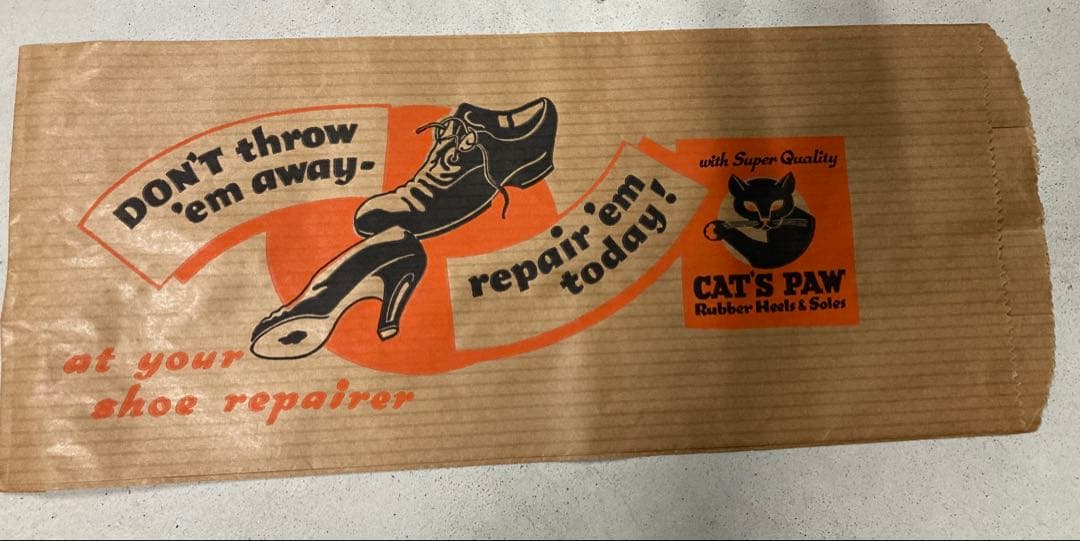 DON'T throw
'em away-
repair 'em
today!
at your
shoe repairer
with Super Quality
CAT'S PAW
Rubber Heels & Soles